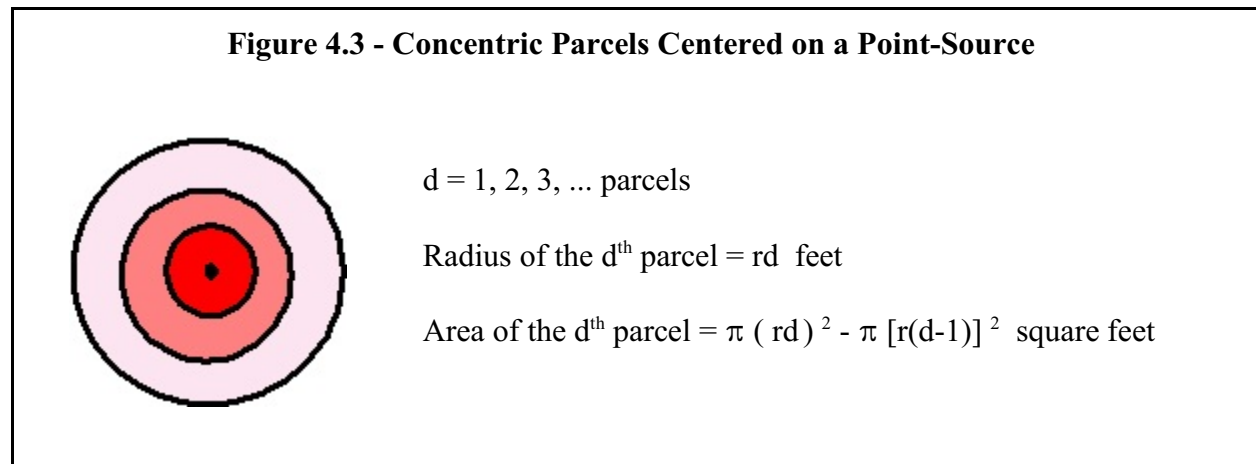 Figure 4.3 - Concentric Parcels Centered on a Point-Source
d = 1, 2, 3, ... parcels
Radius of the dᵗʰ parcel = rd feet
Area of the dᵗʰ parcel = π ( rd ) ² - π [r(d-1)] ² square feet